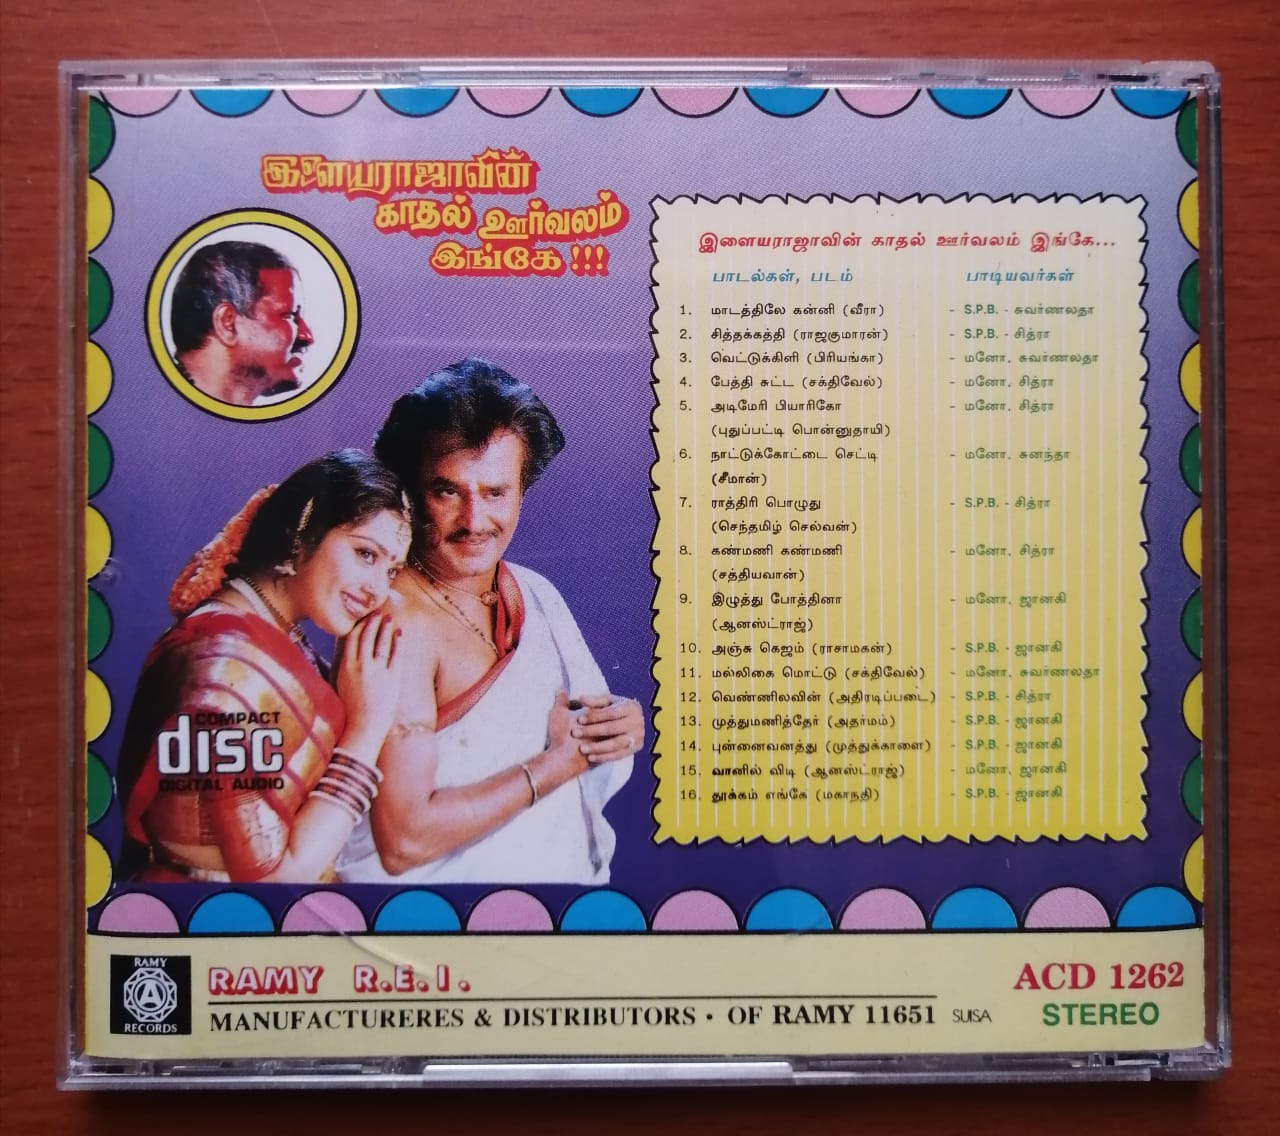 இளையராஜாவின்
காதல் ஊர்வலம்
இங்கே !!!
இளையராஜாவின் காதல் ஊர்வலம் இங்கே...
பாடல்கள், படம் பாடியவர்கள்
1. மாடத்திலே கன்னி (வீரா) - S.P.B. - சுவர்ணலதா
2. சித்தகத்தி (ராஜகுமாரன்) - S.P.B. - சித்ரா
3. வெட்டுக்கிளி (பிரியங்கா) - மனோ, சுவர்ணலதா
4. பேத்தி சுட்ட (சக்திவேல்) - மனோ, சித்ரா
5. அடிமேரி பியாரிகோ - மனோ, சித்ரா
(புதுப்பட்டி பொன்னுதாயி)
6. நாட்டுக்கோட்டை செட்டி - மனோ, சுனந்தா
(சீமான்)
7. ராத்திரி பொழுது - S.P.B. - சித்ரா
(செந்தமிழ் செல்வன்)
8. கண்மணி கண்மணி - மனோ, சித்ரா
(சத்தியவான்)
9. இழுத்து போத்தினா - மனோ, ஜானகி
(ஆனஸ்ட்ராஜ்)
10. அஞ்சு கெஜம் (ராசாமகன்) - S.P.B. - ஜானகி
11. மல்லிகை மொட்டு (சக்திவேல்) - மனோ, சுவர்ணலதா
12. வெண்ணிலவின் (அதிரடிப்படை) - S.P.B. - சித்ரா
13. முத்துமணித்தேர் (அதர்மம்) - S.P.B. - ஜானகி
14. புன்னைவனத்து (முத்துக்காளை) - S.P.B. - ஜானகி
15. வானில் விடி (ஆனஸ்ட்ராஜ்) - மனோ, ஜானகி
16. தூக்கம் எங்கே (மகாநதி) - S.P.B. - ஜானகி
COMPACT
disc
DIGITAL AUDIO
RAMY
A
RECORDS
RAMY R.E.I.
MANUFACTURERES & DISTRIBUTORS • OF RAMY 11651 SUISA
ACD 1262
STEREO